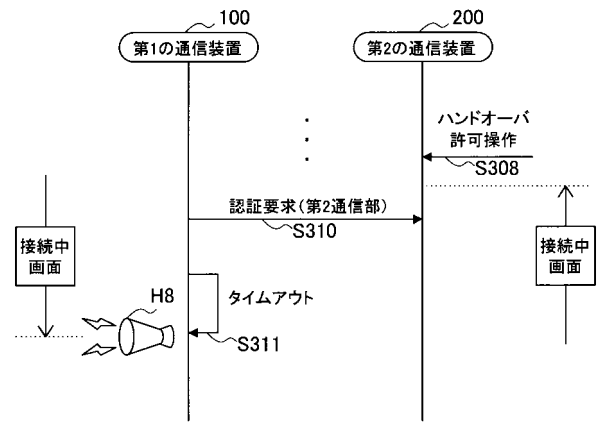 100
200
第1の通信装置
第2の通信装置
ハンドオーバ
許可操作
S308
認証要求(第2通信部)
S310
接続中
画面
接続中
画面
H8
タイムアウト
S311